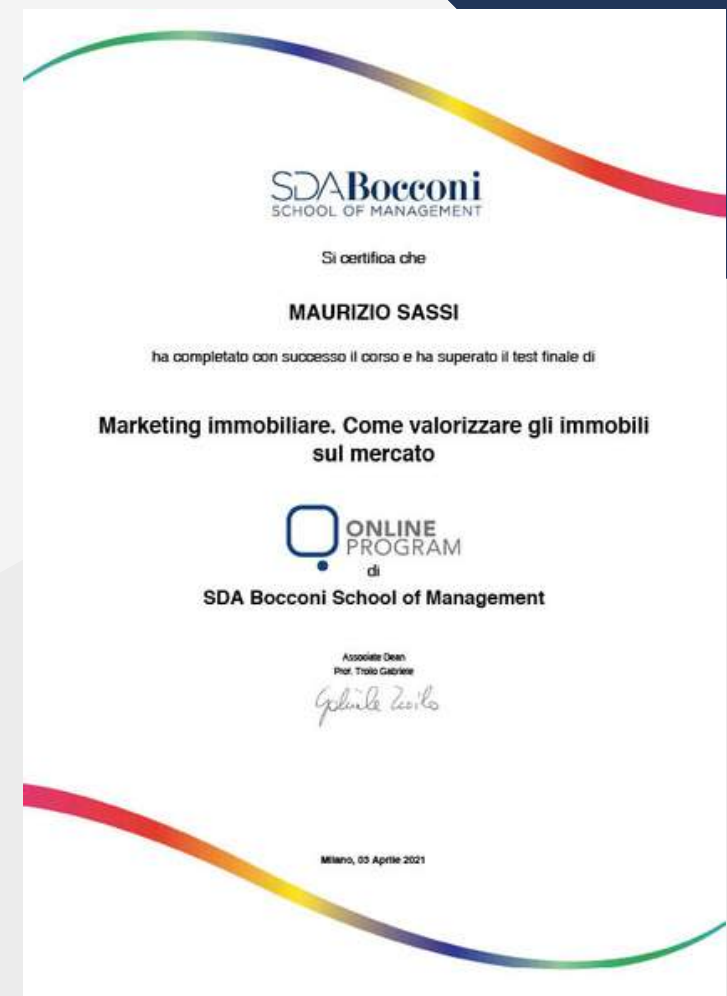 SDABocconi
SCHOOL OF MANAGEMENT
Si certifica che
MAURIZIO SASSI
ha completato con successo il corso e ha superato il test finale di
Marketing immobiliare. Come valorizzare gli immobili
sul mercato
ONLINE
PROGRAM
di
SDA Bocconi School of Management
Associate Dean
Prof. Troilo Gabriele
Gabriele Troilo
Milano, 03 Aprile 2021